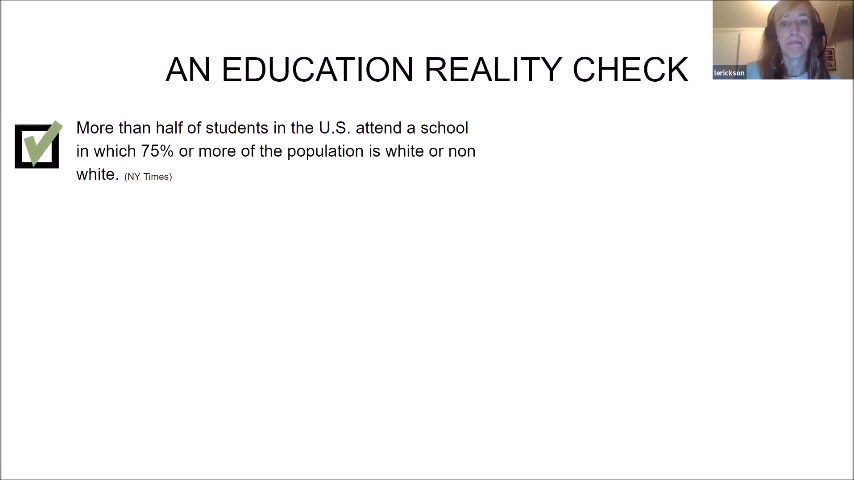 AN EDUCATION REALITY CHECK
lerickson
More than half of students in the U.S. attend a school
in which 75% or more of the population is white or non
white. (NY Times)